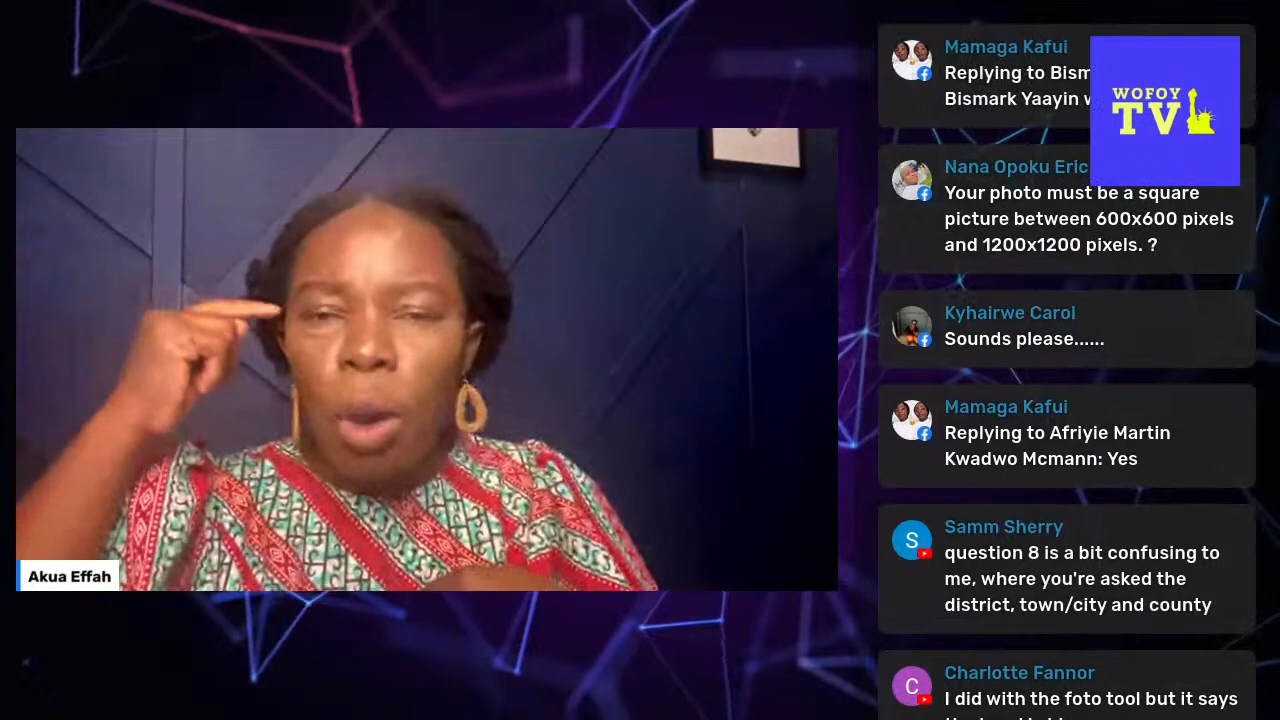 Mamaga Kafui
Replying to
Bismark Yaayin
WOFOY
TV
Nana Opoku Eric
Your photo must be a square
picture between 600x600 pixels
and 1200x1200 pixels. ?
Kyhairwe Carol
Sounds please......
Mamaga Kafui
Replying to Afriyie Martin
Kwadwo Mcmann: Yes
S
Samm Sherry
question 8 is a bit confusing to
me, where you're asked the
district, town/city and county
C
Charlotte Fannor
I did with the foto tool but it says
Akua Effah